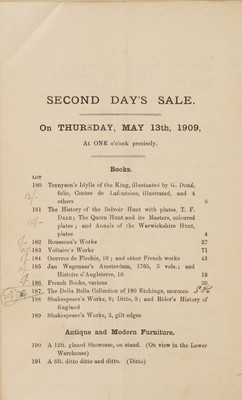 SECOND DAY'S SALE.
On THURSDAY, MAY 13th, 1909,
At ONE o'clock precisely.
Books.
LOT
180 Tennyson's Idylls of the King, illustrated by G. Doré,
folio, Contes de Lafontaine, illustrated, and 4
others 6
181 The History of the Belvoir Hunt with plates, T. F.
DALE; The Quorn Hunt and its Masters, coloured
plates; and Annals of the Warwickshire Hunt,
plates 4
182 Rousseau's Works 27
183 Voltaire's Works 71
184 Oeuvres de Flechie, 10; and other French works 43
185 Jan Wagenaar's Amsterdam, 1765, 3 vols.; and
Histoire d'Angleterre, 16 19
186 French Books, various 30
187 The Della Bella Collection of 180 Etchings, morocco
188 Shakespeare's Works, 9; Ditto, 5; and Rider's History of
England
189 Shakespeare's Works, 3, gilt edges
Antique and Modern Furniture.
190 A 12ft. glazed Showcase, on stand. (On view in the Lower
Warehouse)
191 A 6ft. ditto ditto and ditto. (Ditto)